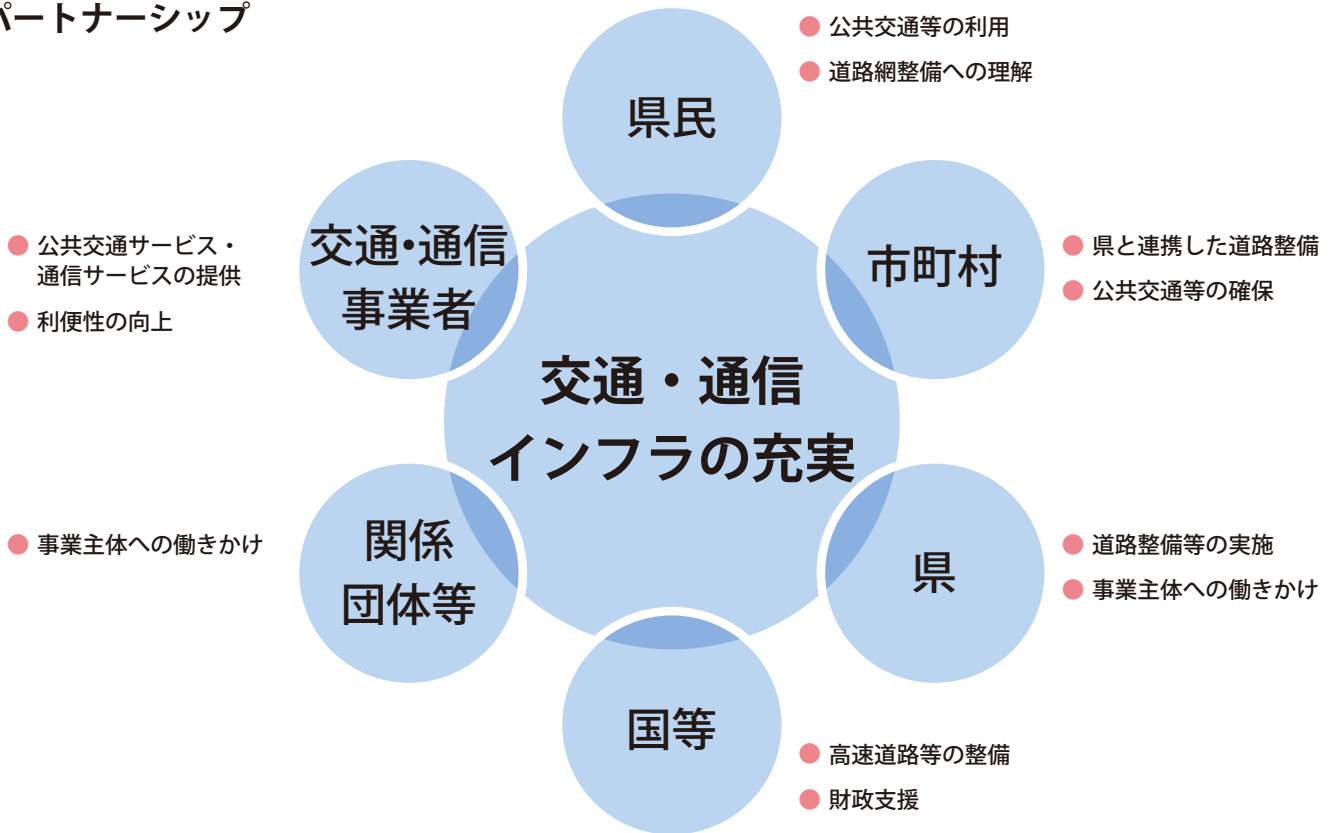 パートナーシップ
県民
公共交通等の利用
道路網整備への理解
市町村
県と連携した道路整備
公共交通等の確保
県
道路整備等の実施
事業主体への働きかけ
国等
高速道路等の整備
財政支援
関係
団体等
事業主体への働きかけ
交通・通信
事業者
公共交通サービス・
通信サービスの提供
利便性の向上
交通・通信
インフラの充実